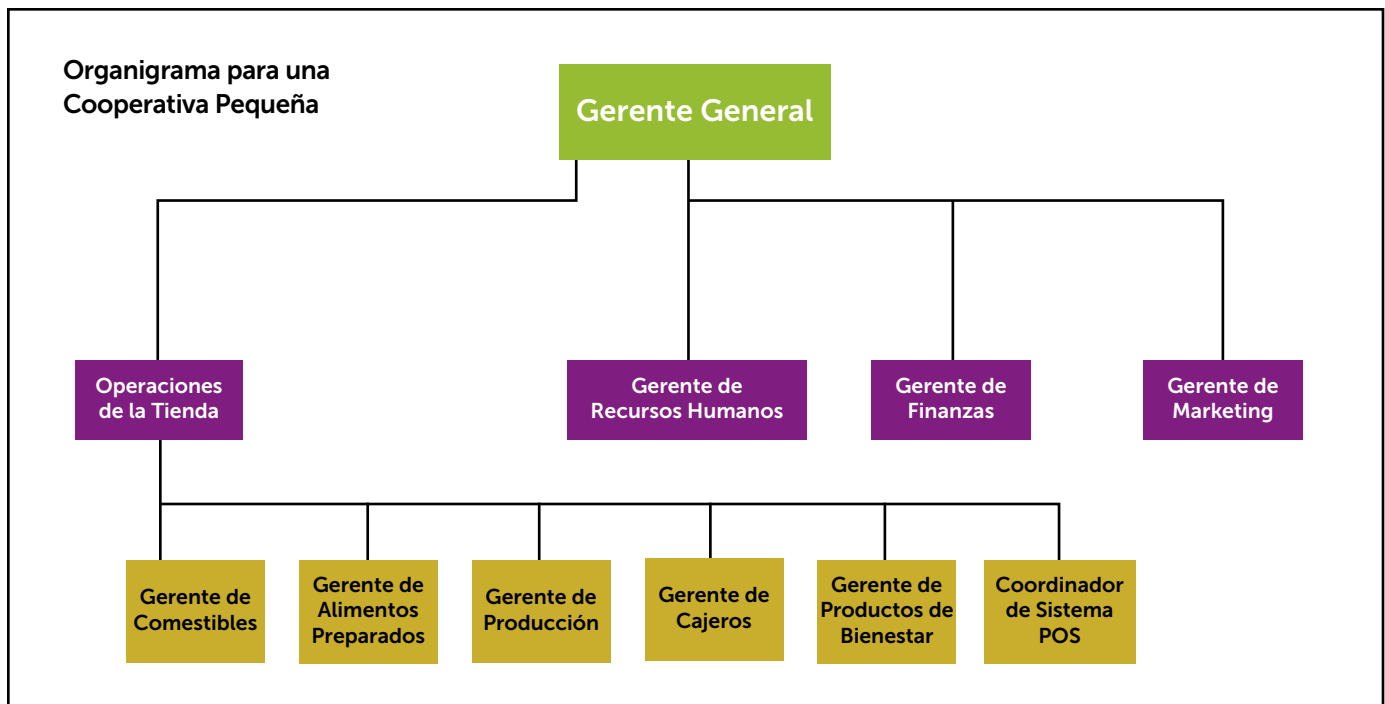 Organigrama para una
Cooperativa Pequeña
Gerente General
Operaciones
de la Tienda
Gerente de
Recursos Humanos
Gerente de
Finanzas
Gerente de
Marketing
Gerente de
Comestibles
Gerente de
Alimentos
Preparados
Gerente de
Producción
Gerente de
Cajeros
Gerente de
Productos de
Bienestar
Coordinador
de Sistema
POS